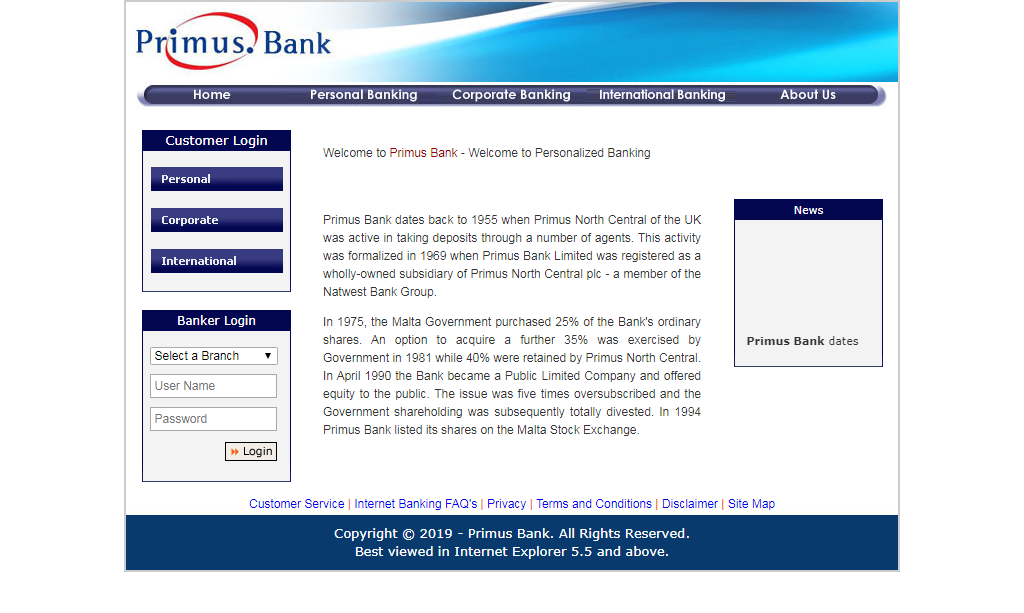 Primus. Bank
Home Personal Banking Corporate Banking International Banking About Us
Customer Login
Personal
Corporate
International
Banker Login
Select a Branch
User Name
Password
Login
Welcome to Primus Bank - Welcome to Personalized Banking
Primus Bank dates back to 1955 when Primus North Central of the UK
was active in taking deposits through a number of agents. This activity
was formalized in 1969 when Primus Bank Limited was registered as a
wholly-owned subsidiary of Primus North Central plc - a member of the
Natwest Bank Group.
In 1975, the Malta Government purchased 25% of the Bank's ordinary
shares. An option to acquire a further 35% was exercised by
Government in 1981 while 40% were retained by Primus North Central.
In April 1990 the Bank became a Public Limited Company and offered
equity to the public. The issue was five times oversubscribed and the
Government shareholding was subsequently totally divested. In 1994
Primus Bank listed its shares on the Malta Stock Exchange.
News
Primus Bank dates
Customer Service | Internet Banking FAQ's | Privacy | Terms and Conditions | Disclaimer | Site Map
Copyright © 2019 - Primus Bank. All Rights Reserved.
Best viewed in Internet Explorer 5.5 and above.